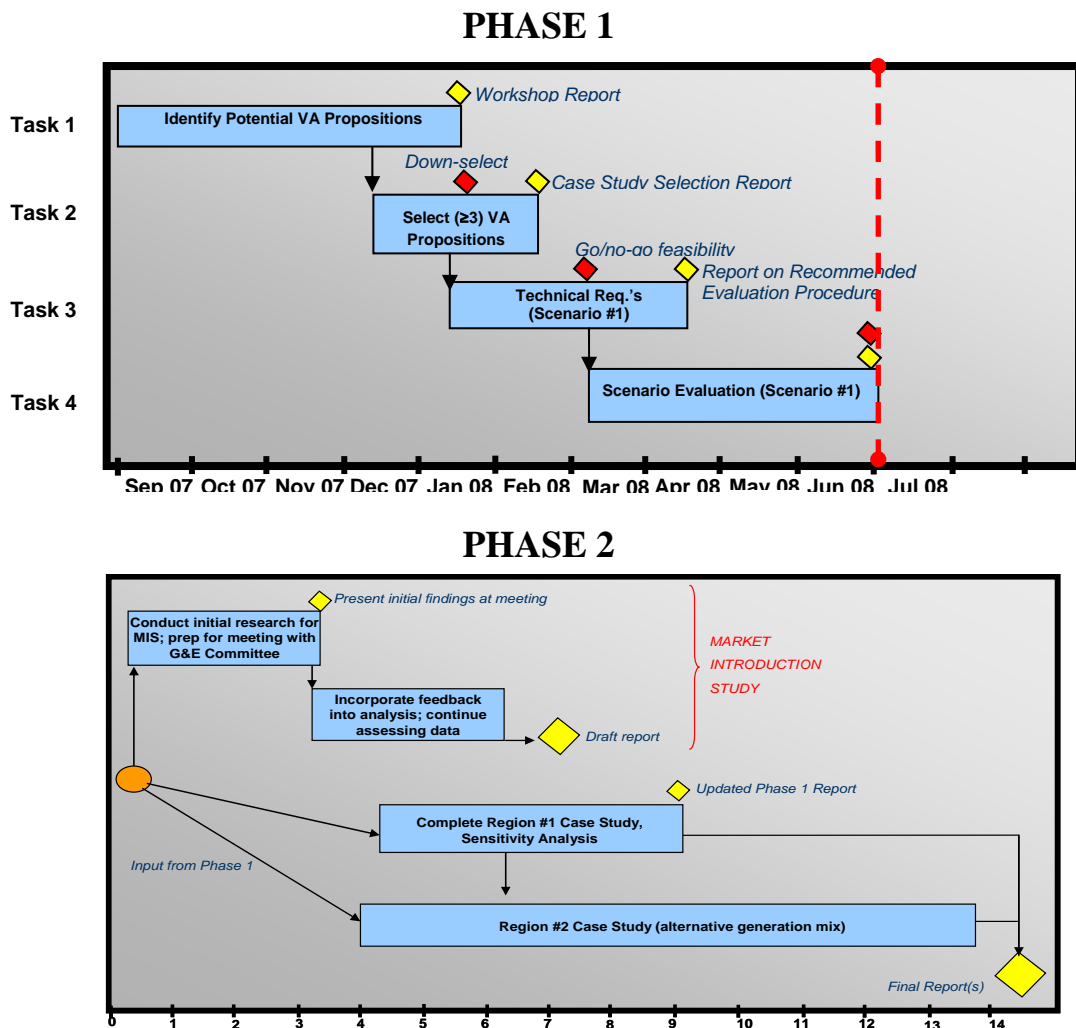 PHASE 1
Workshop Report
Task 1
Identify Potential VA Propositions
Down-select
Case Study Selection Report
Task 2
Select (≥3) VA
Propositions
Go/no-go feasibility
Report on Recommended
Evaluation Procedure
Task 3
Technical Req.'s
(Scenario #1)
Task 4
Scenario Evaluation (Scenario #1)
Sep 07 Oct 07 Nov 07 Dec 07 Jan 08 Feb 08 Mar 08 Apr 08 May 08 Jun 08 Jul 08
PHASE 2
Present initial findings at meeting
Conduct initial research for
MIS; prep for meeting with
G&E Committee
MARKET
INTRODUCTION
STUDY
Incorporate feedback
into analysis; continue
assessing data
Draft report
Updated Phase 1 Report
Complete Region #1 Case Study,
Sensitivity Analysis
Input from Phase 1
Region #2 Case Study (alternative generation mix)
Final Report(s)
0 1 2 3 4 5 6 7 8 9 10 11 12 13 14